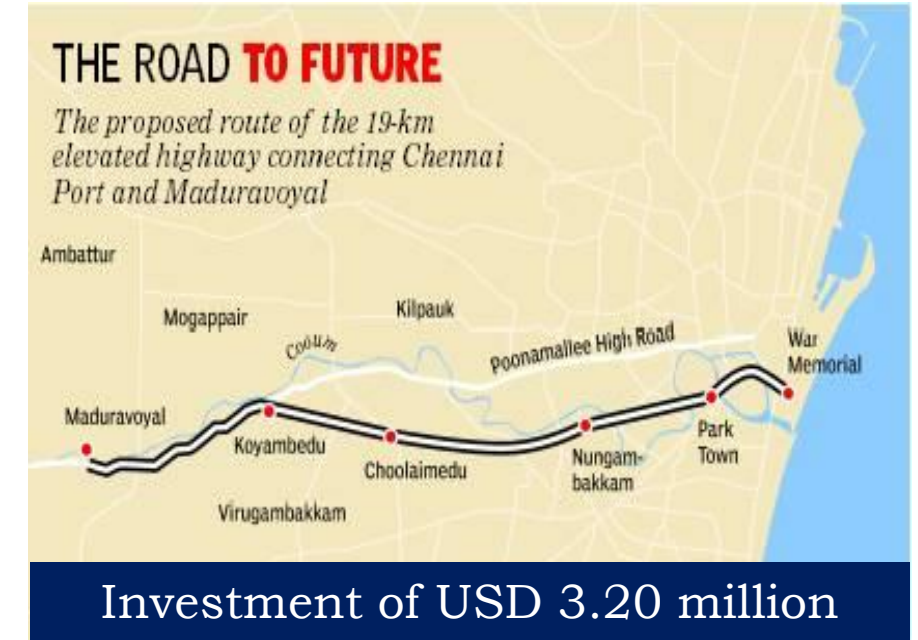 THE ROAD TO FUTURE
The proposed route of the 19-km
elevated highway connecting Chennai
Port and Maduravoyal
Ambattur
Mogappair
Kilpauk
Cooum
Poonamallee High Road
War
Memorial
Maduravoyal
Koyambedu
Choolaimedu
Nungam-
bakkam
Park
Town
Virugambakkam
Investment of USD 3.20 million